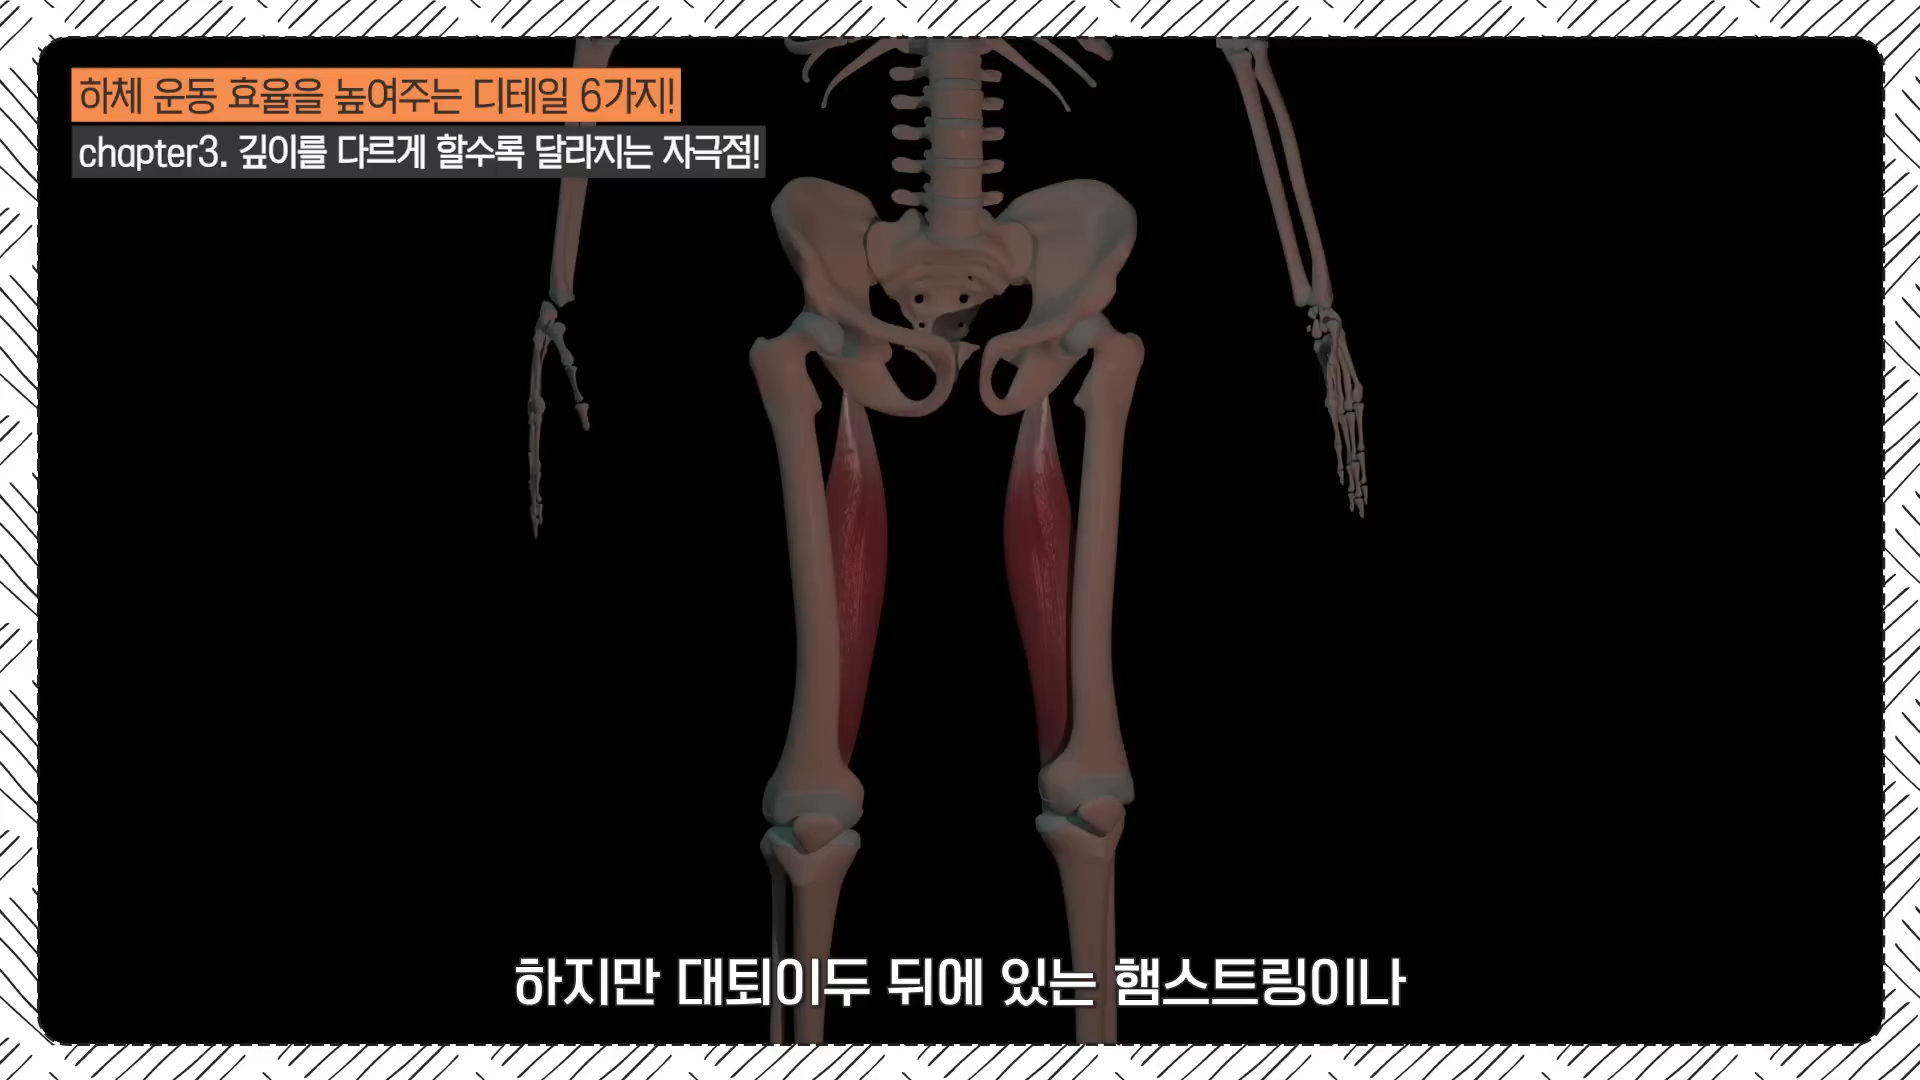 하체 운동 효율을 높여주는 디테일 6가지!
chapter3. 깊이를 다르게 할수록 달라지는 자극점!
하지만 대퇴이두 뒤에 있는 햄스트링이나